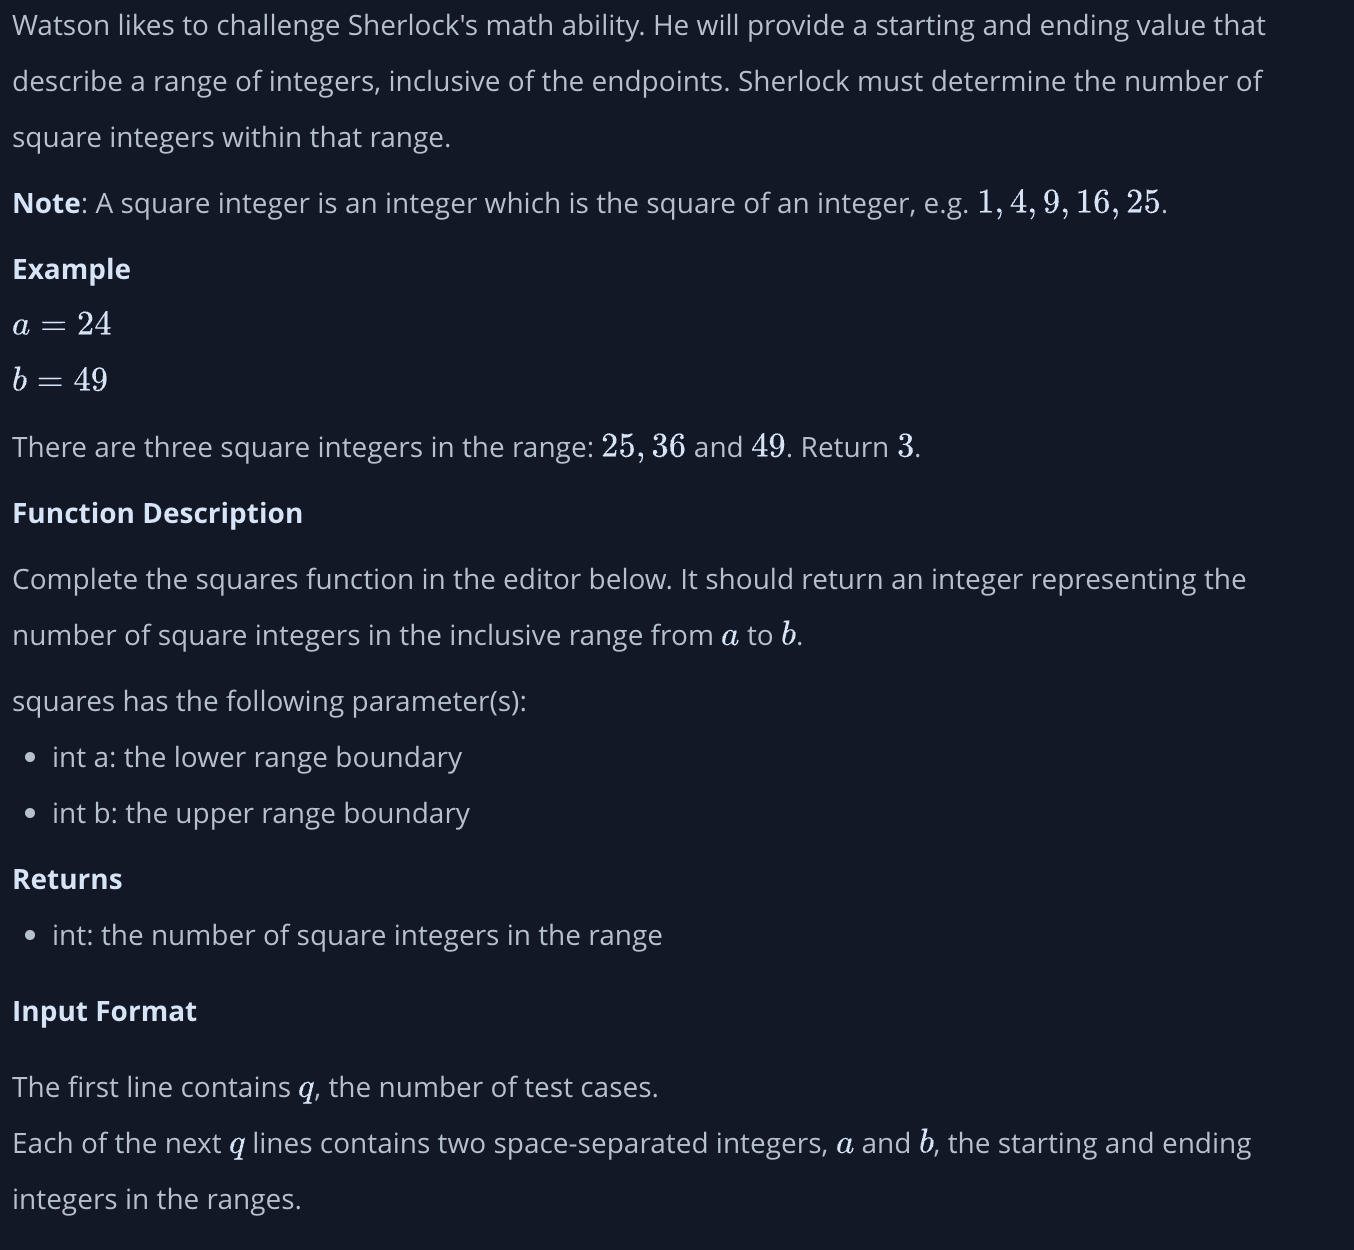 Watson likes to challenge Sherlock's math ability. He will provide a starting and ending value that
describe a range of integers, inclusive of the endpoints. Sherlock must determine the number of
square integers within that range.
Note: A square integer is an integer which is the square of an integer, e.g. 1, 4, 9, 16, 25.
Example
a = 24
b = 49
There are three square integers in the range: 25, 36 and 49. Return 3.
Function Description
Complete the squares function in the editor below. It should return an integer representing the
number of square integers in the inclusive range from a to b.
squares has the following parameter(s):
• int a: the lower range boundary
• int b: the upper range boundary
Returns
• int: the number of square integers in the range
Input Format
The first line contains q, the number of test cases.
Each of the next q lines contains two space-separated integers, a and b, the starting and ending
integers in the ranges.